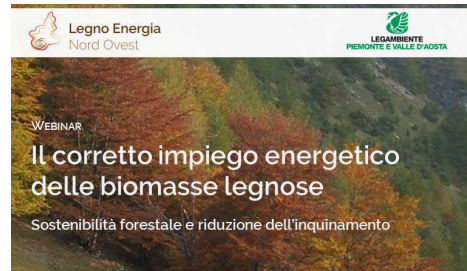 Legno Energia
Nord Ovest
LEGAMBIENTE
PIEMONTE E VALLE D'AOSTA
WEBINAR
Il corretto impiego energetico
delle biomasse legnose
Sostenibilità forestale e riduzione dell'inquinamento